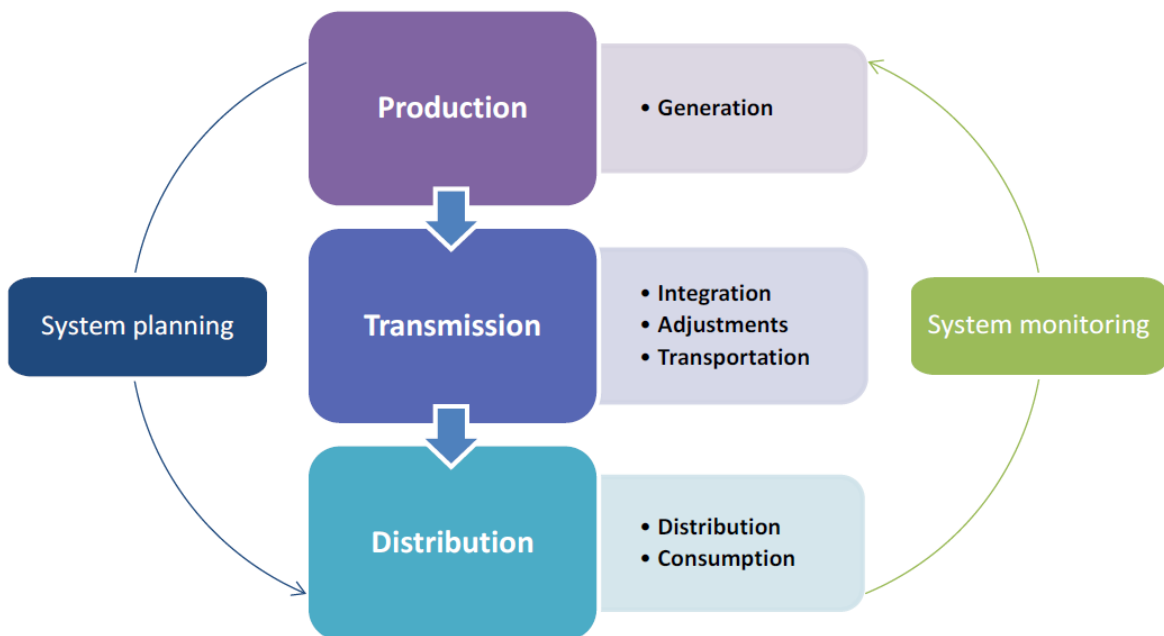 Production
• Generation
System planning
Transmission
• Integration
• Adjustments
• Transportation
System monitoring
Distribution
• Distribution
• Consumption